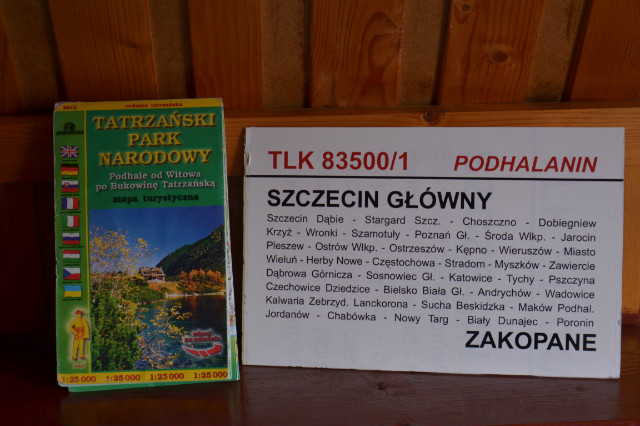 rodzina tatrzańska
TATRZAŃSKI
PARK
NARODOWY
Podhale od Witowa
po Bukowinę Tatrzańską
mapa turystyczna
1:25 000 1:25 000 1:25 000 1:25 000
TLK 83500/1 PODHALANIN
SZCZECIN GŁÓWNY
Szczecin Dąbie - Stargard Szcz. - Choszczno - Dobiegniew
Krzyż - Wronki - Szamotuły - Poznań Gł. - Środa Wlkp. - Jarocin
Pleszew - Ostrów Wlkp. - Ostrzeszów - Kępno - Wieruszów - Miasto
Wieluń - Herby Nowe - Częstochowa - Stradom - Myszków - Zawiercie
Dąbrowa Górnicza - Sosnowiec Gł. - Katowice - Tychy - Pszczyna
Czechowice Dziedzice - Bielsko Biała Gł. - Andrychów - Wadowice
Kalwaria Zebrzyd. Lanckorona - Sucha Beskidzka - Maków Podhal.
Jordanów - Chabówka - Nowy Targ - Biały Dunajec - Poronin
ZAKOPANE